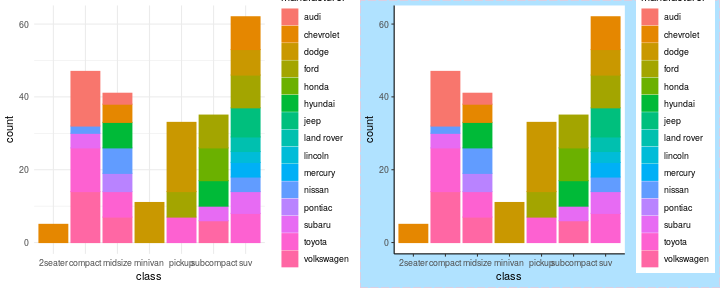 manufacturer
60
40
20
0
count
2seater compact midsize minivan pickup subcompact suv
class
audi
chevrolet
dodge
ford
honda
hyundai
jeep
land rover
lincoln
mercury
nissan
pontiac
subaru
toyota
volkswagen
manufacturer
60
40
20
0
count
2seater compact midsize minivan pickup subcompact suv
class
audi
chevrolet
dodge
ford
honda
hyundai
jeep
land rover
lincoln
mercury
nissan
pontiac
subaru
toyota
volkswagen